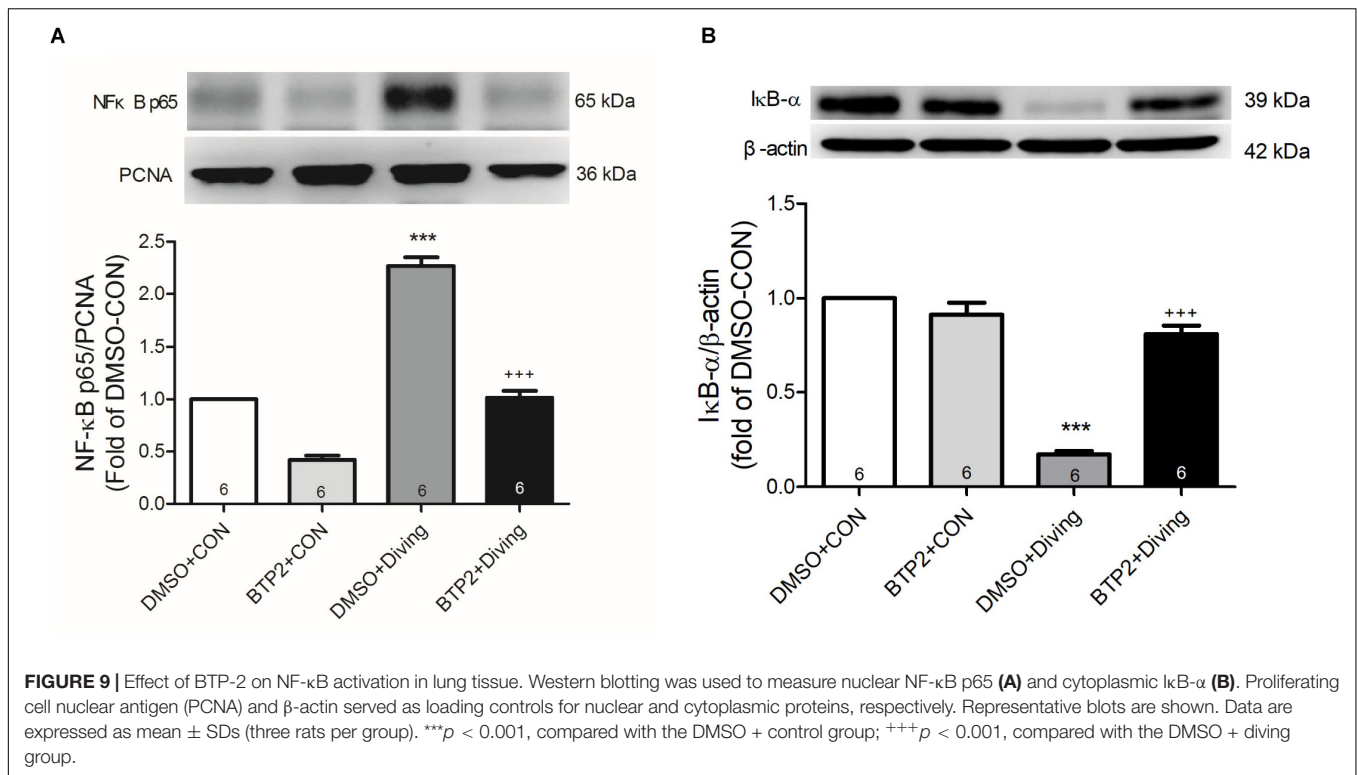 A
NFκ B p65
65 kDa
PCNA
36 kDa
NF-κB p65/PCNA
(Fold of DMSO-CON)
2.5
2.0
1.5
1.0
0.5
0.0
***
+++
6
6
6
6
DMSO+CON
BTP2+CON
DMSO+Diving
BTP2+Diving
B
IκB-α
39 kDa
β-actin
42 kDa
IκB-α/β-actin
(fold of DMSO-CON)
1.5
1.0
0.5
0.0
***
+++
6
6
6
6
DMSO+CON
BTP2+CON
DMSO+Diving
BTP2+Diving
FIGURE 9 | Effect of BTP-2 on NF-κB activation in lung tissue. Western blotting was used to measure nuclear NF-κB p65 (A) and cytoplasmic IκB-α (B). Proliferating
cell nuclear antigen (PCNA) and β-actin served as loading controls for nuclear and cytoplasmic proteins, respectively. Representative blots are shown. Data are
expressed as mean ± SDs (three rats per group). ***p < 0.001, compared with the DMSO + control group; +++p < 0.001, compared with the DMSO + diving
group.